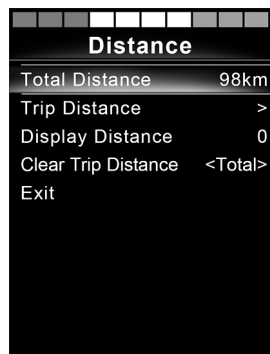 Distance
Total Distance 98km
Trip Distance >
Display Distance 0
Clear Trip Distance <Total>
Exit